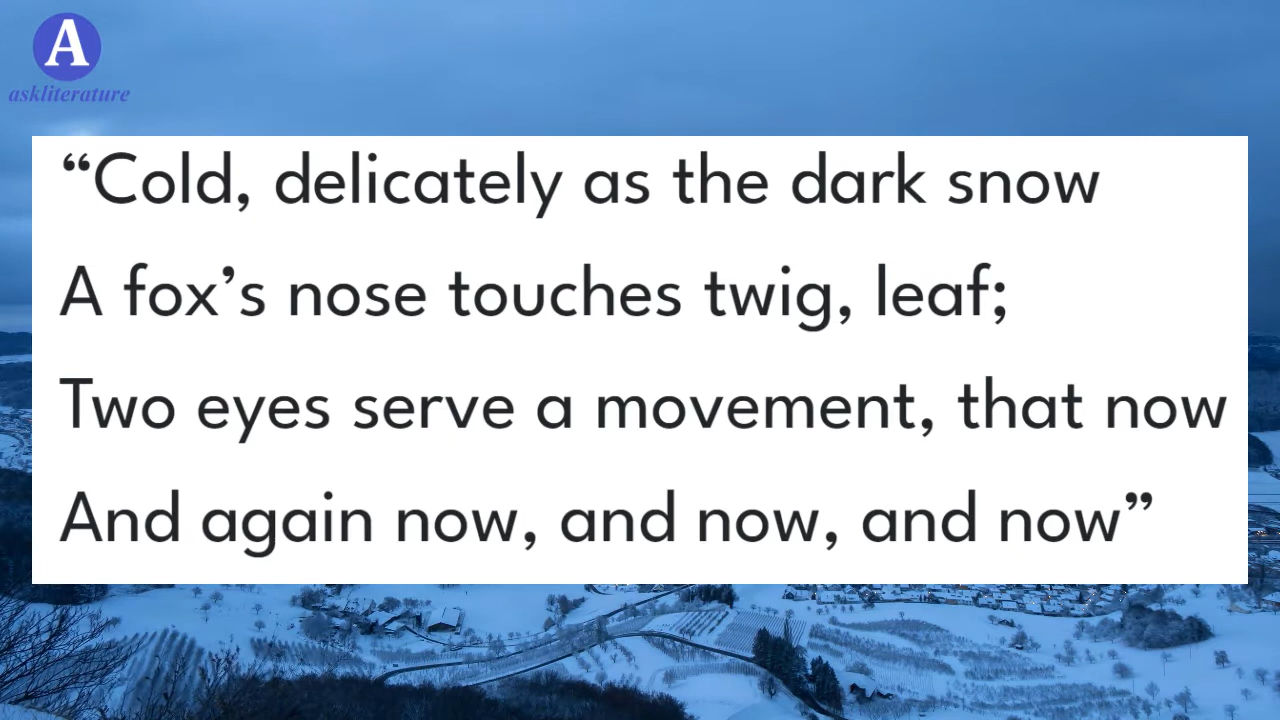 A
askliterature
“Cold, delicately as the dark snow
A fox’s nose touches twig, leaf;
Two eyes serve a movement, that now
And again now, and now, and now”